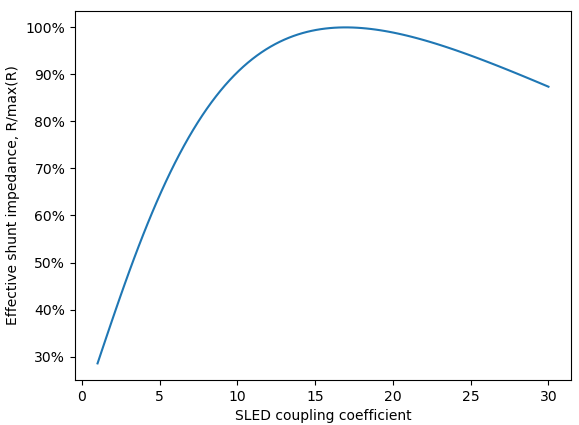 100%
90%
80%
70%
60%
50%
40%
30%
Effective shunt impedance, R/max(R)
0 5 10 15 20 25 30
SLED coupling coefficient